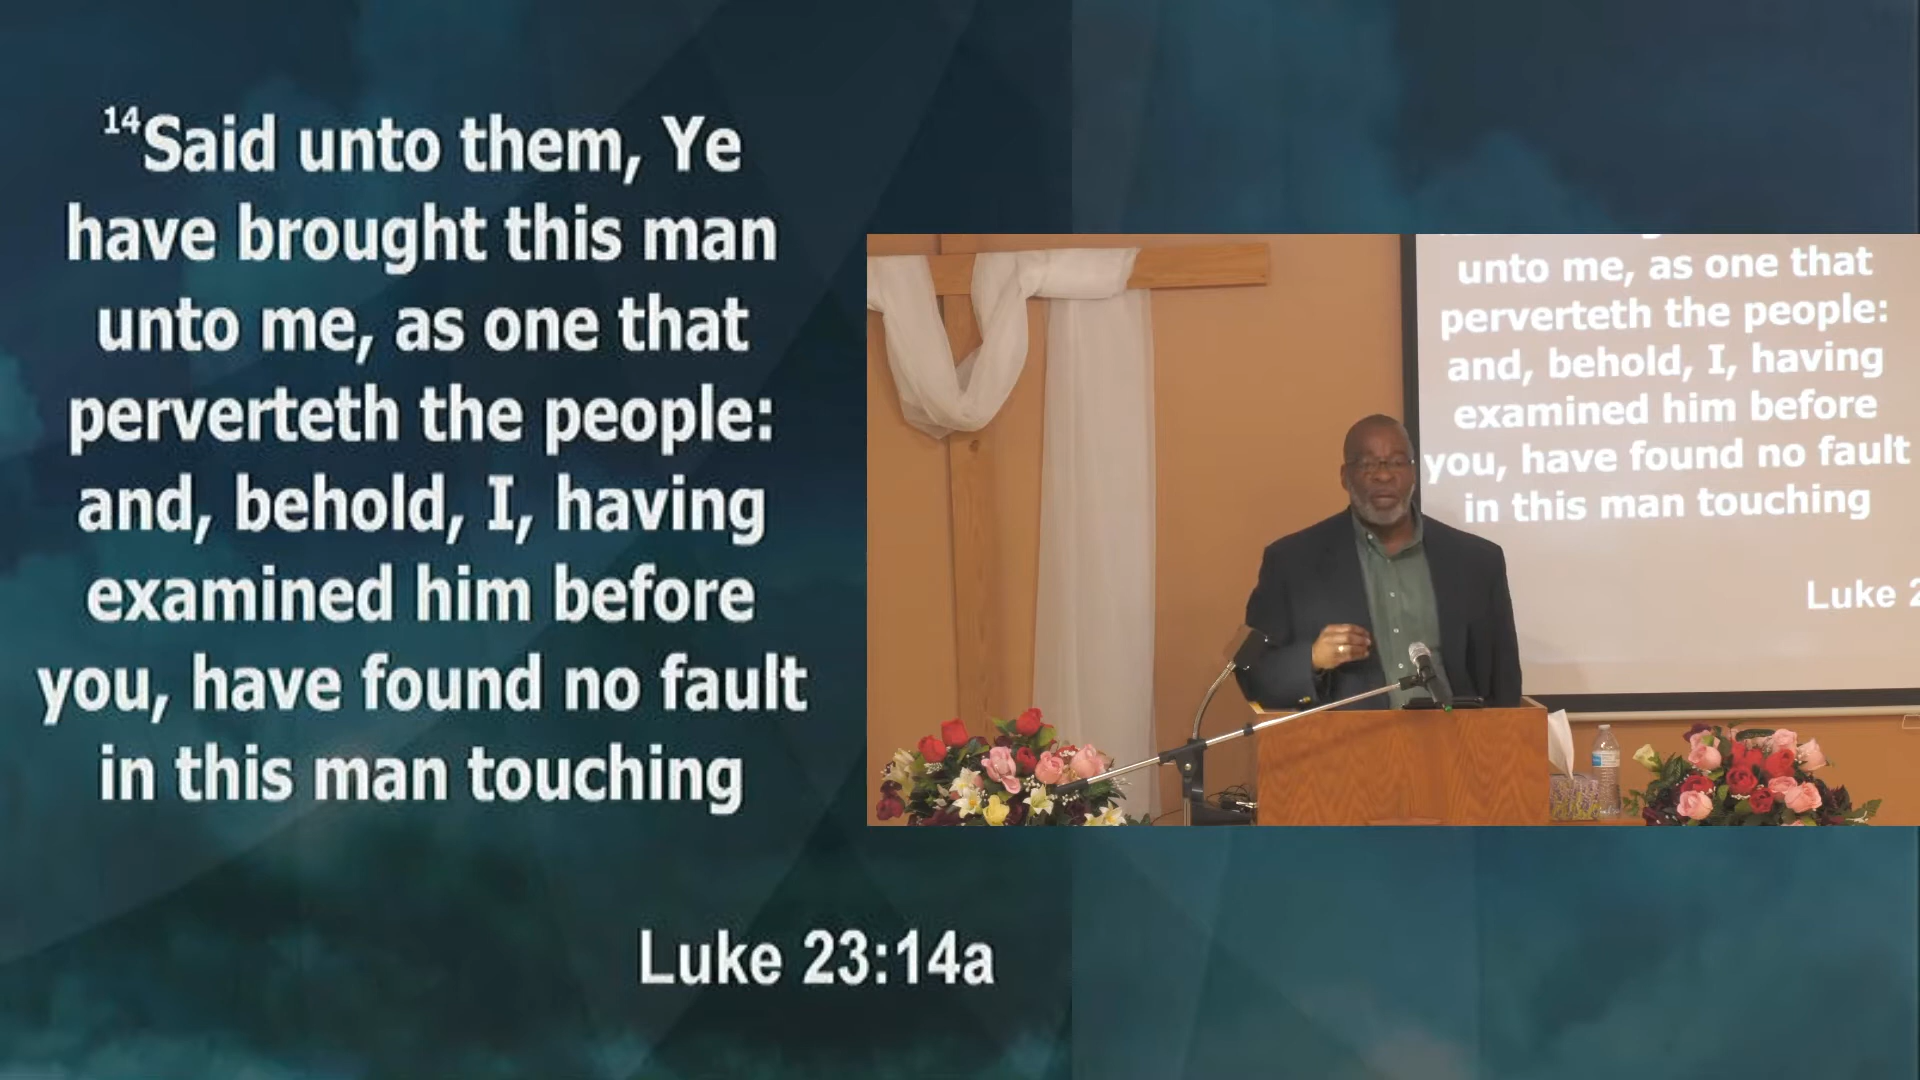 14Said unto them, Ye
have brought this man
unto me, as one that
perverteth the people:
and, behold, I, having
examined him before
you, have found no fault
in this man touching
Luke 23:14a
unto me, as one that
perverteth the people:
and, behold, I, having
examined him before
you, have found no fault
in this man touching
Luke 2